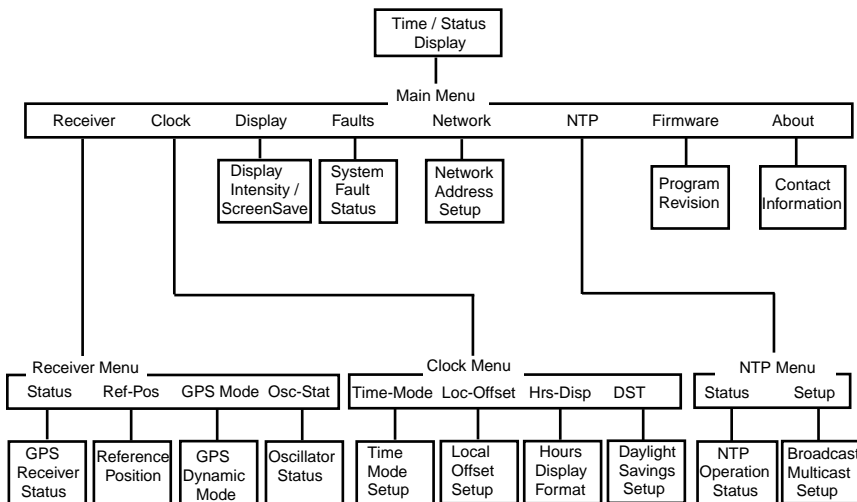 Time / Status
Display
Main Menu
Receiver Clock Display Faults Network NTP Firmware About
Display
Intensity /
ScreenSave
System
Fault
Status
Network
Address
Setup
Program
Revision
Contact
Information
Receiver Menu
Status Ref-Pos GPS Mode Osc-Stat
Clock Menu
Time-Mode Loc-Offset Hrs-Disp DST
NTP Menu
Status Setup
GPS
Receiver
Status
Reference
Position
GPS
Dynamic
Mode
Oscillator
Status
Time
Mode
Setup
Local
Offset
Setup
Hours
Display
Format
Daylight
Savings
Setup
NTP
Operation
Status
Broadcast
Multicast
Setup